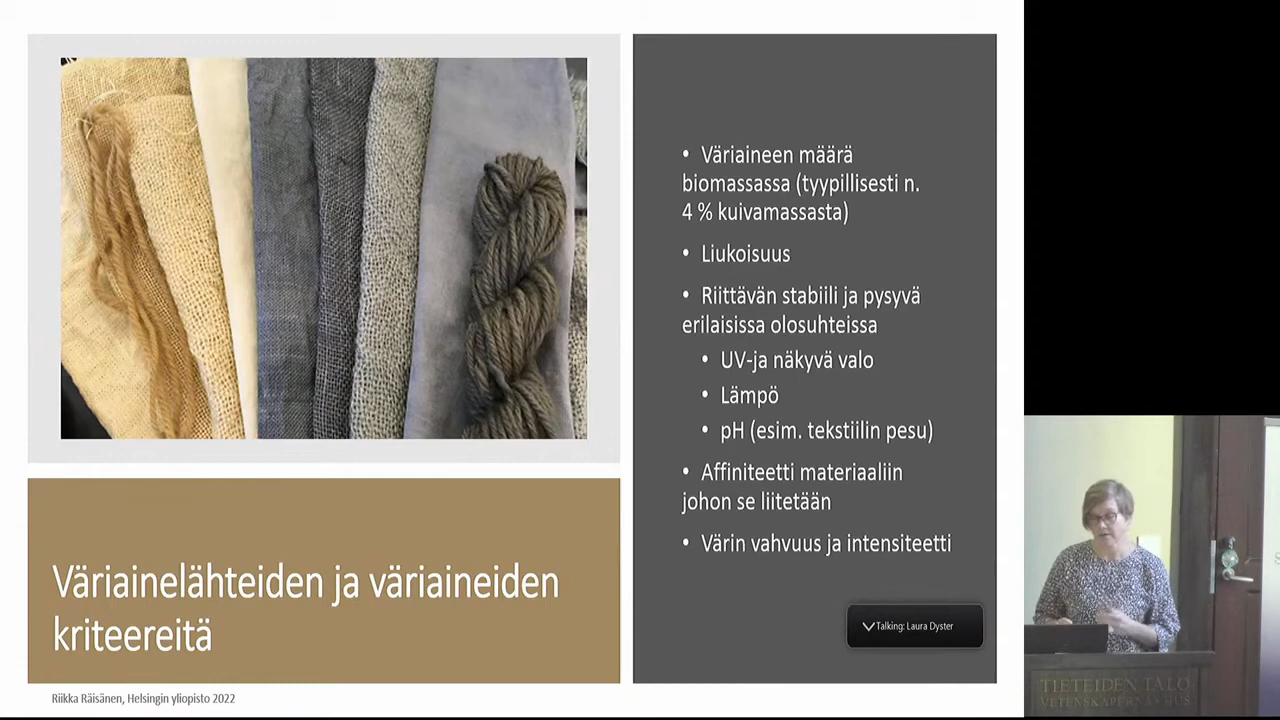 • Väriaineen määrä
biomassassa (tyypillisesti n.
4 % kuivamassasta)
• Liukoisuus
• Riittävän stabiili ja pysyvä
erilaisissa olosuhteissa
• UV-ja näkyvä valo
• Lämpö
• pH (esim. tekstiilin pesu)
• Affiniteetti materiaaliin
johon se liitetään
• Värin vahvuus ja intensiteetti
Väriainelähteiden ja väriaineiden
kriteereitä
Talking: Laura Dyster
Riikka Räisänen, Helsingin yliopisto 2022
TIETEIDEN TALO
VETENSKAPERNAS HUS